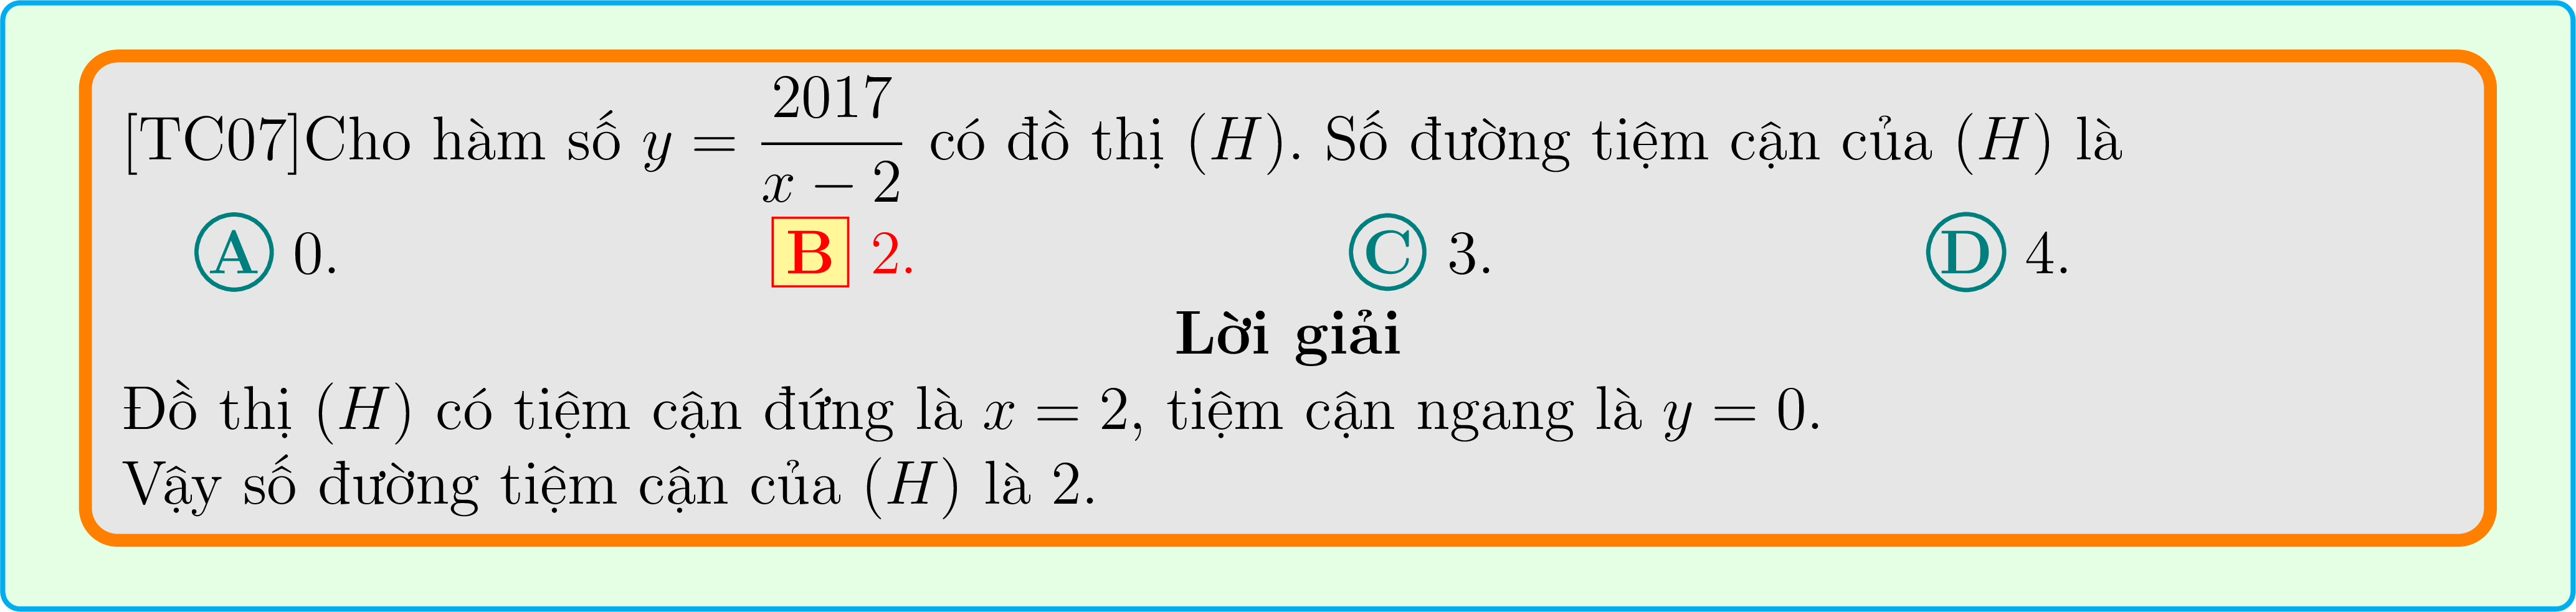 [TC07]Cho hàm số $y = \dfrac{2017}{x-2}$ có đồ thị $(H)$. Số đường tiệm cận của $(H)$ là
A 0. B 2. C 3. D 4.
Lời giải
Đồ thị $(H)$ có tiệm cận đứng là $x = 2$, tiệm cận ngang là $y = 0$.
Vậy số đường tiệm cận của $(H)$ là 2.